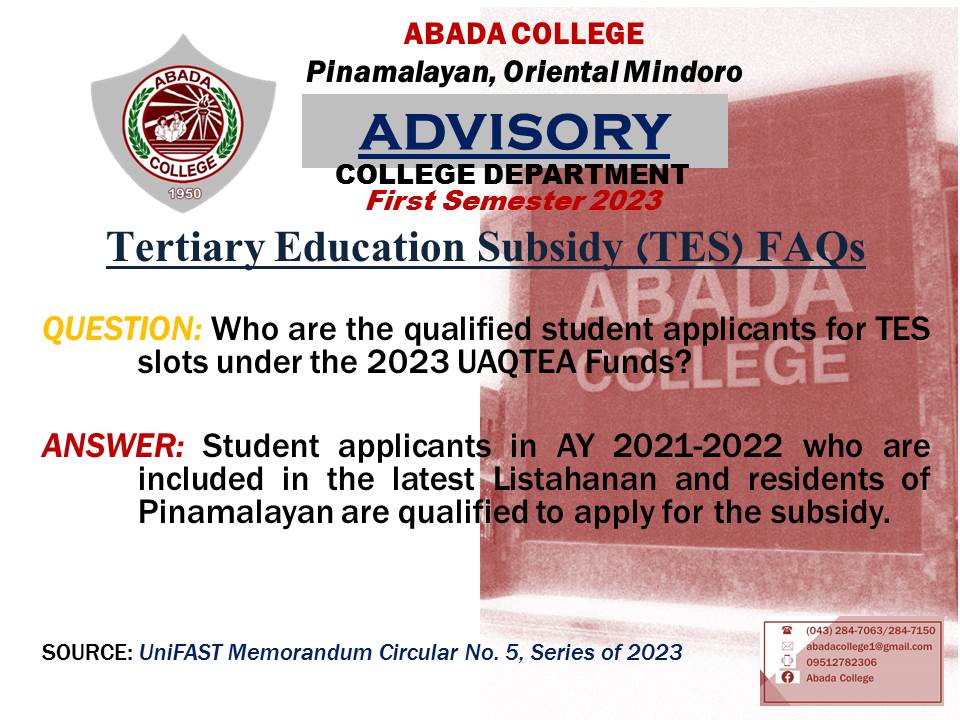 ABADA COLLEGE
Pinamalayan, Oriental Mindoro
ADVISORY
COLLEGE DEPARTMENT
First Semester 2023
ABADA
COLLEGE
1950
Tertiary Education Subsidy (TES) FAQs
ABADA
COLLEGE
QUESTION: Who are the qualified student applicants for TES
slots under the 2023 UAQTEA Funds?
ANSWER: Student applicants in AY 2021-2022 who are
included in the latest Listahanan and residents of
Pinamalayan are qualified to apply for the subsidy.
SOURCE: UniFAST Memorandum Circular No. 5, Series of 2023
(043) 284-7063/284-7150
abadacollege1@gmail.com
09512782306
Abada College